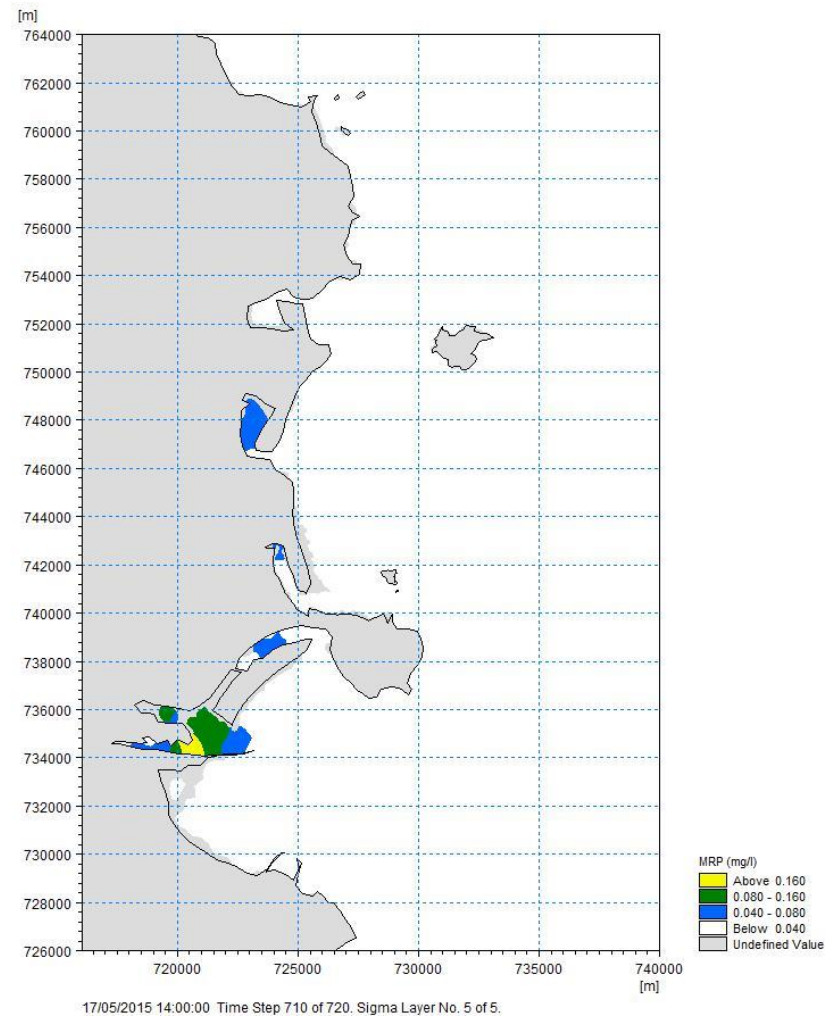 [m]
764000
762000
760000
758000
756000
754000
752000
750000
748000
746000
744000
742000
740000
738000
736000
734000
732000
730000
728000
726000
720000 725000 730000 735000 740000
[m]
MRP (mg/l)
Above 0.160
0.080 - 0.160
0.040 - 0.080
Below 0.040
Undefined Value
17/05/2015 14:00:00 Time Step 710 of 720. Sigma Layer No. 5 of 5.